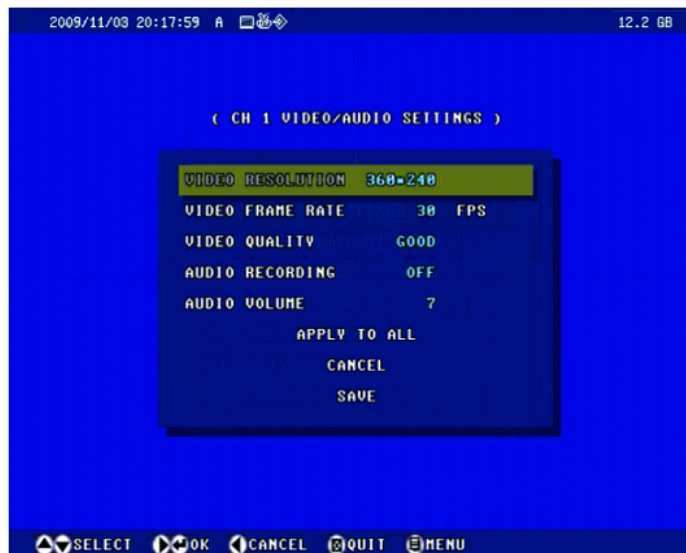 2009/11/03 20:17:59 A
12.2 GB
( CH 1 VIDEO/AUDIO SETTINGS )
VIDEO RESOLUTION 360*240
VIDEO FRAME RATE 30 FPS
VIDEO QUALITY GOOD
AUDIO RECORDING OFF
AUDIO VOLUME 7
APPLY TO ALL
CANCEL
SAVE
SELECT OK CANCEL QUIT MENU